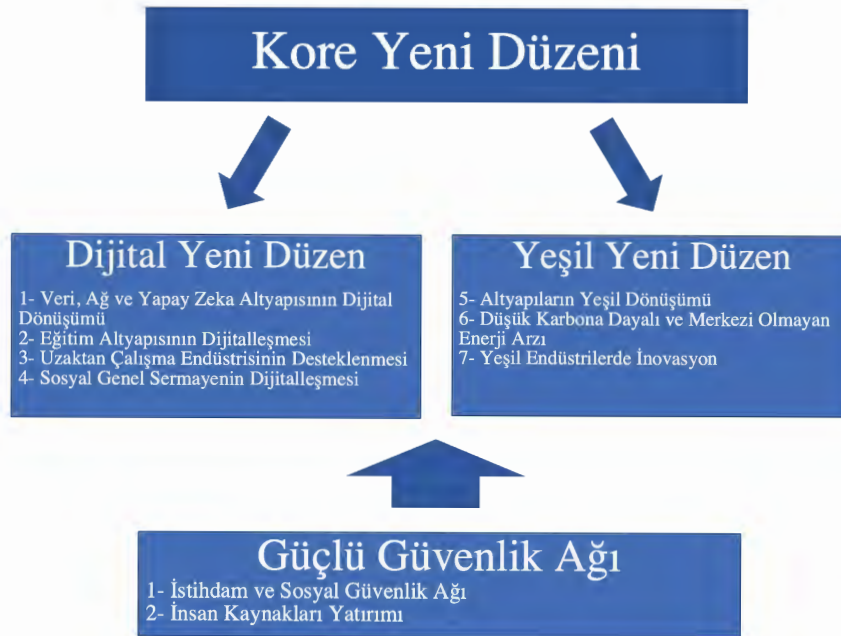 Kore Yeni Düzeni
Dijital Yeni Düzen
1- Veri, Ağ ve Yapay Zeka Altyapısının Dijital
Dönüşümü
2- Eğitim Altyapısının Dijitalleşmesi
3- Uzaktan Çalışma Endüstrisinin Desteklenmesi
4- Sosyal Genel Sermayenin Dijitalleşmesi
Yeşil Yeni Düzen
5- Altyapıların Yeşil Dönüşümü
6- Düşük Karbona Dayalı ve Merkezi Olmayan
Enerji Arzı
7- Yeşil Endüstrilerde İnovasyon
Güçlü Güvenlik Ağı
1- İstihdam ve Sosyal Güvenlik Ağı
2- İnsan Kaynakları Yatırımı